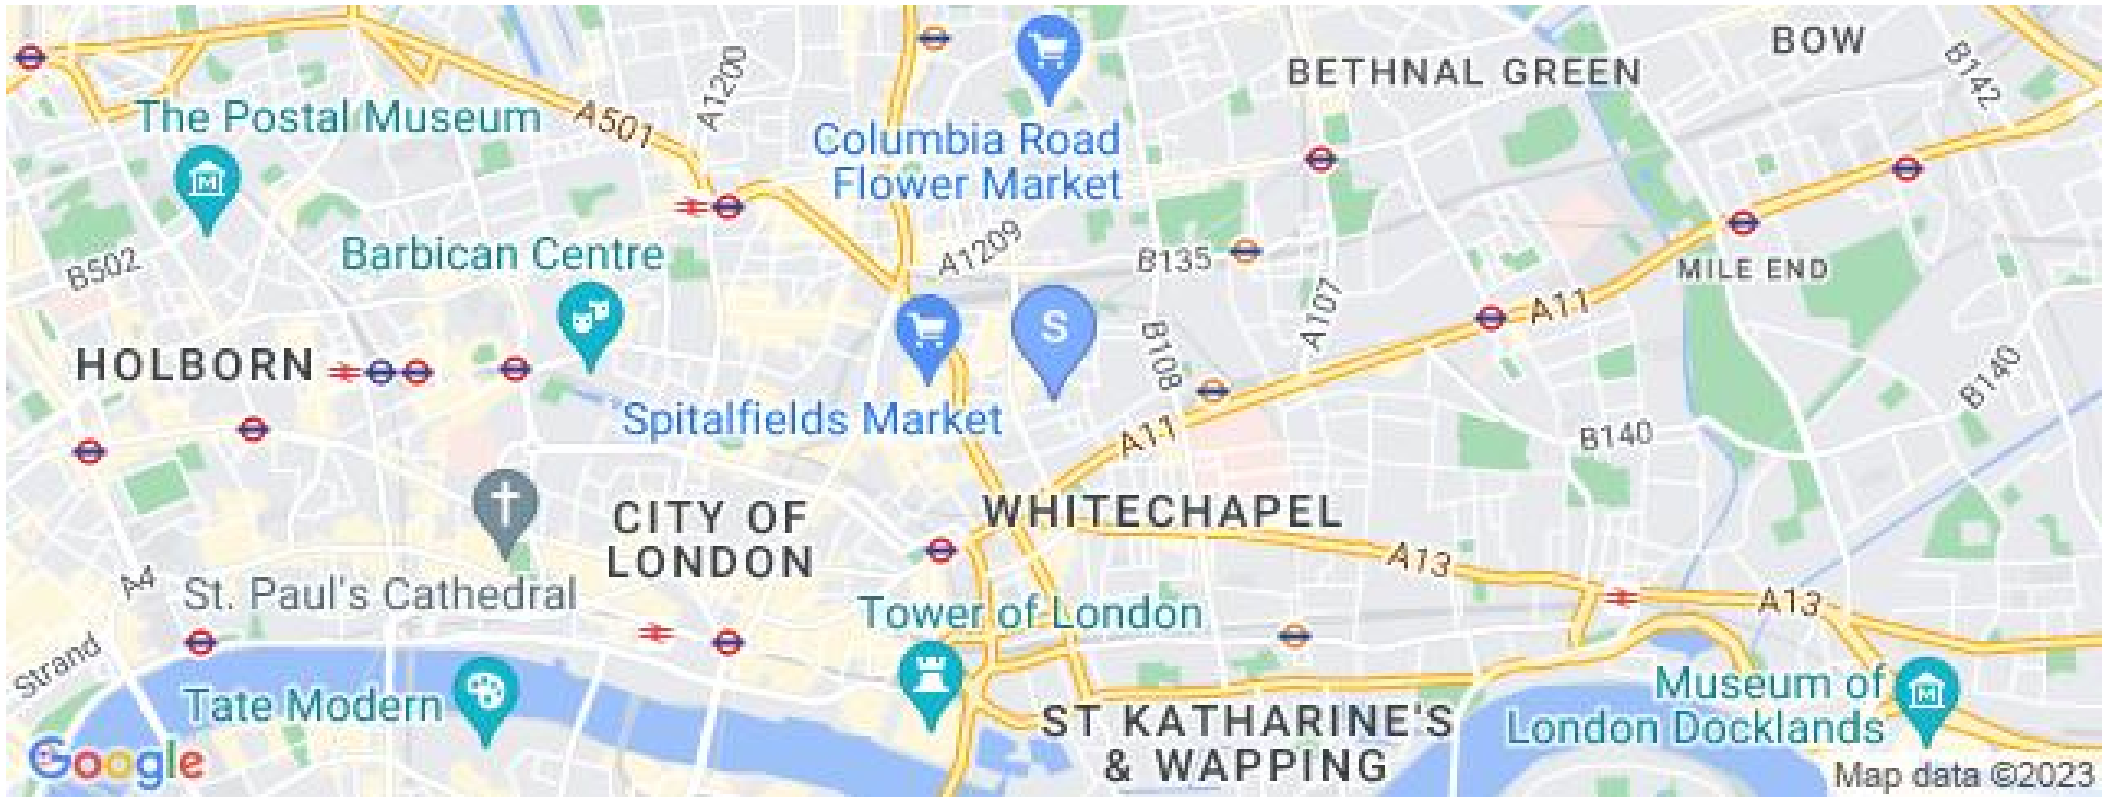 BOW
BETHNAL GREEN
B142
A1200
The Postal Museum
A501
Columbia Road
Flower Market
A1209
Barbican Centre
B135
B502
MILE END
A107
A11
S
B108
HOLBORN
B140
Spitalfields Market
A11
B140
CITY OF
LONDON
WHITECHAPEL
A13
A4
St. Paul's Cathedral
A13
Tower of London
Strand
Tate Modern
Museum of
London Docklands
ST KATHARINE'S
& WAPPING
Google
Map data ©2023